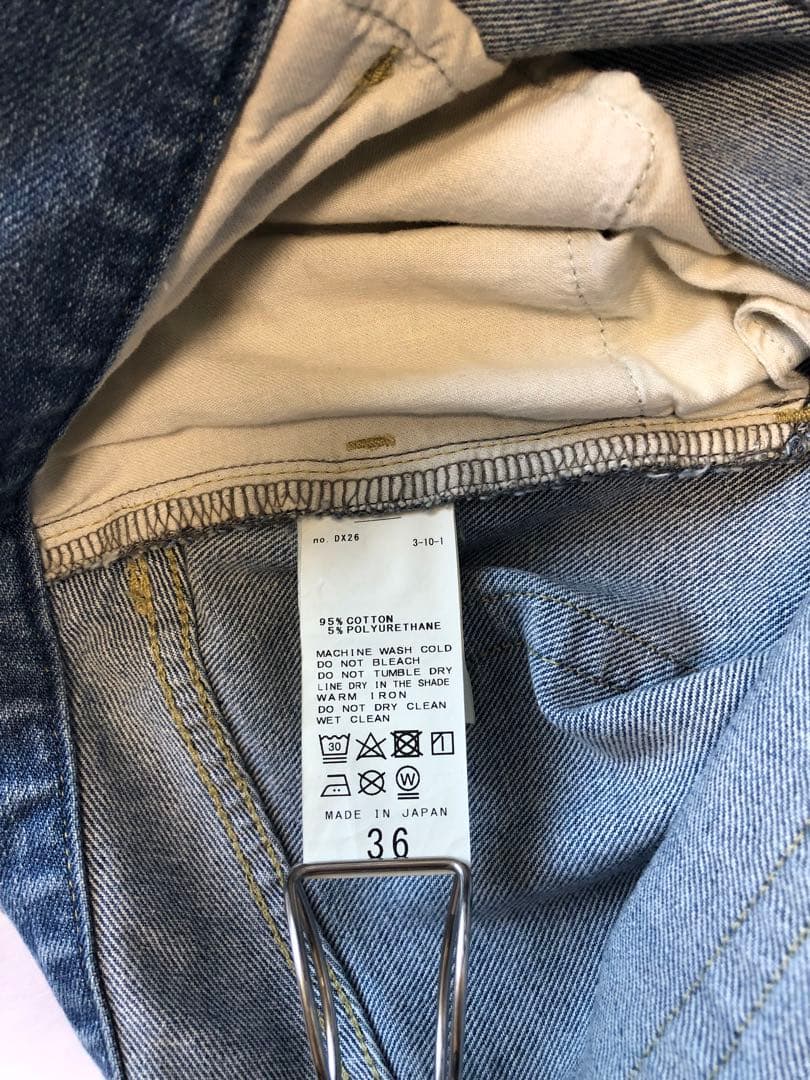 no. DX26 3-10-1
95% COTTON
5% POLYURETHANE
MACHINE WASH COLD
DO NOT BLEACH
DO NOT TUMBLE DRY
LINE DRY IN THE SHADE
WARM IRON
DO NOT DRY CLEAN
WET CLEAN
30
W
MADE IN JAPAN
36